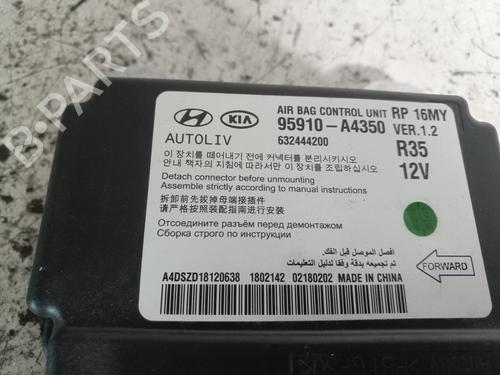 B-PARTS
HYUNDAI KIA AIR BAG CONTROL UNIT RP 16MY
95910-A4350 VER.1.2
AUTOLIV 632444200 R35
이 장치를 떼어내기 전에 커넥터를 분리시키시오 12V
안내 책자의 지침에 따라서만 이 장치를 조립하십시오
Detach connector before unmounting
Assemble strictly according to manual instructions
拆卸前先拔掉母端接插件
请严格按照装配指南进行安装
Отсоедините разъём перед демонтажом
Сборка строго по инструкции
افصل الموصل قبل الفك.
تم تجميعه بدقة وفقا لدليل التعليمات
FORWARD
A4DSZD18120638 1802142 02180202 MADE IN CHINA